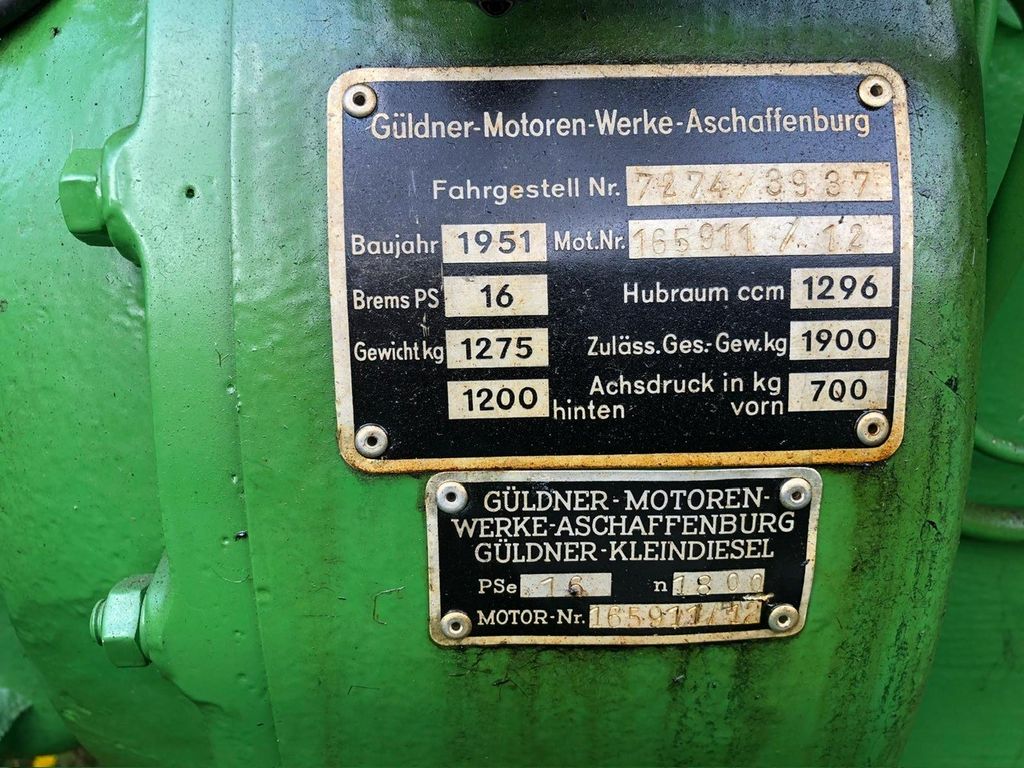 Güldner-Motoren-Werke-Aschaffenburg
Fahrgestell Nr. 7274/3937
Baujahr 1951 Mot.Nr. 165911/12
Brems PS 16 Hubraum ccm 1296
Gewicht kg 1275 Zuläss.Ges.-Gew.kg 1900
1200 hinten Achsdruck in kg vorn 700
GÜLDNER-MOTOREN-
WERKE-ASCHAFFENBURG
GÜLDNER-KLEINDIESEL
PSe 16 n 1800
MOTOR-Nr. 165911/12